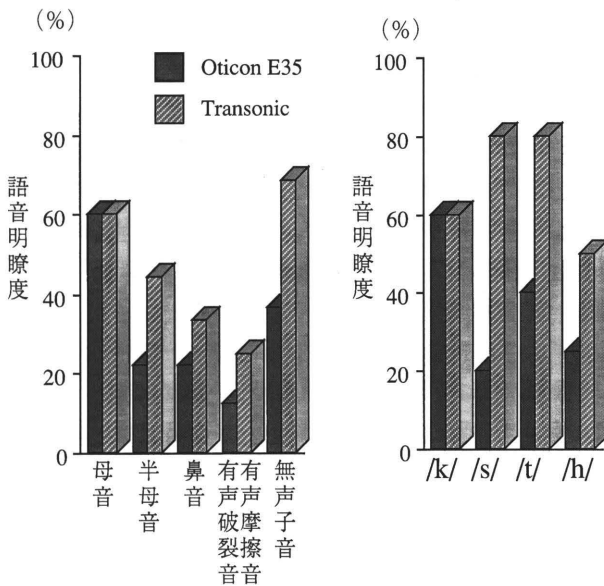 (%)
100
80
60
40
20
0
語音明瞭度
Oticon E35
Transonic
母音
半母音
鼻音
有声破裂音
有声摩擦音
無声子音
(%)
100
80
60
40
20
0
語音明瞭度
/k/
/s/
/t/
/h/